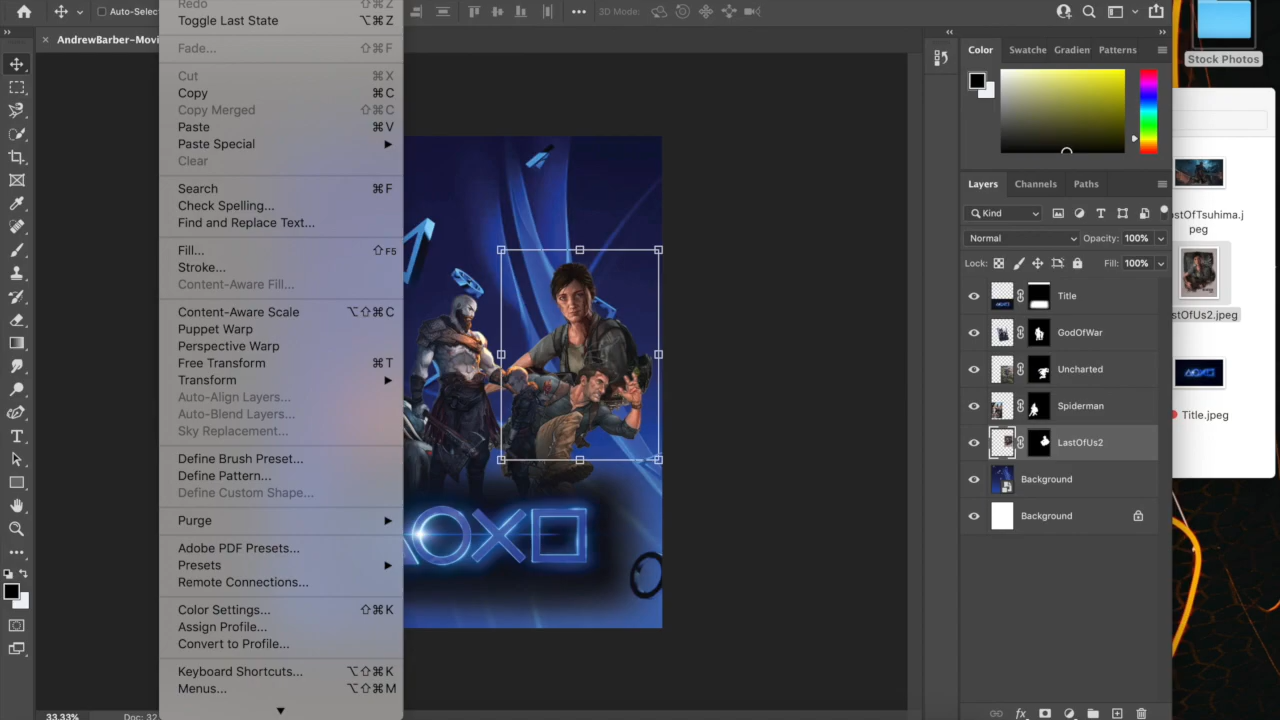 Redo ⇧⌘Z
Toggle Last State ⌥⌘Z
Fade... ⇧⌘F
Cut ⌘X
Copy ⌘C
Copy Merged ⇧⌘C
Paste ⌘V
Paste Special
Clear
Search ⌘F
Check Spelling...
Find and Replace Text...
Fill... ⇧F5
Stroke...
Content-Aware Fill...
Content-Aware Scale ⌥⇧⌘C
Puppet Warp
Perspective Warp
Free Transform ⌘T
Transform
Auto-Align Layers...
Auto-Blend Layers...
Sky Replacement...
Define Brush Preset...
Define Pattern...
Define Custom Shape...
Purge
Adobe PDF Presets...
Presets
Remote Connections...
Color Settings... ⇧⌘K
Assign Profile...
Convert to Profile...
Keyboard Shortcuts... ⌥⇧⌘K
Menus... ⌥⇧⌘M
Auto-Selec
3D Mode:
AndrewBarber-Movi
33.33%
Doc: 32
Color Swatche Gradien Patterns
Layers Channels Paths
Kind
Normal Opacity: 100%
Lock: Fill: 100%
Title
GodOfWar
Uncharted
Spiderman
LastOfUs2
Background
Background
Stock Photos
ostOfTsuhima.j
peg
astOfUs2.jpeg
Title.jpeg